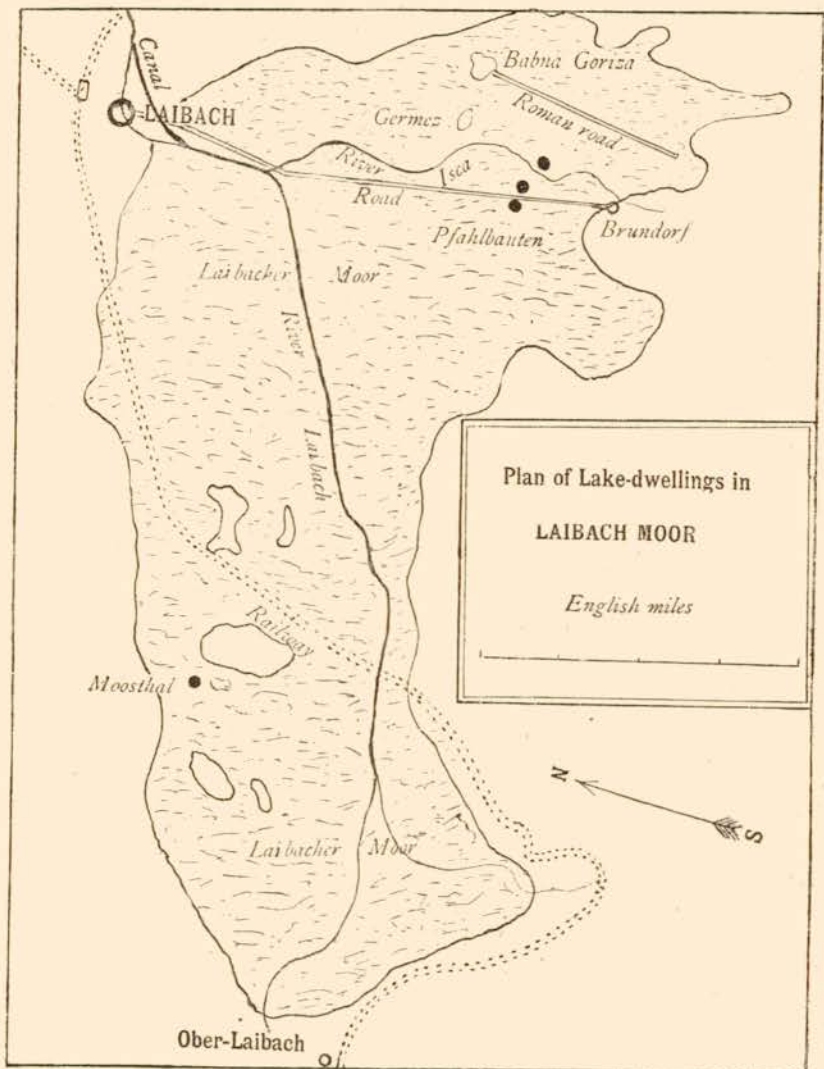 Canal
LAIBACH
Babna Goriza
Roman road
Germez
River Isca
Road
Pfahlbauten
Brundorf
Laibacher Moor
River Laibach
Railway
Moosthal
Laibacher Moor
Ober-Laibach
Plan of Lake-dwellings in
LAIBACH MOOR
English miles
N
S